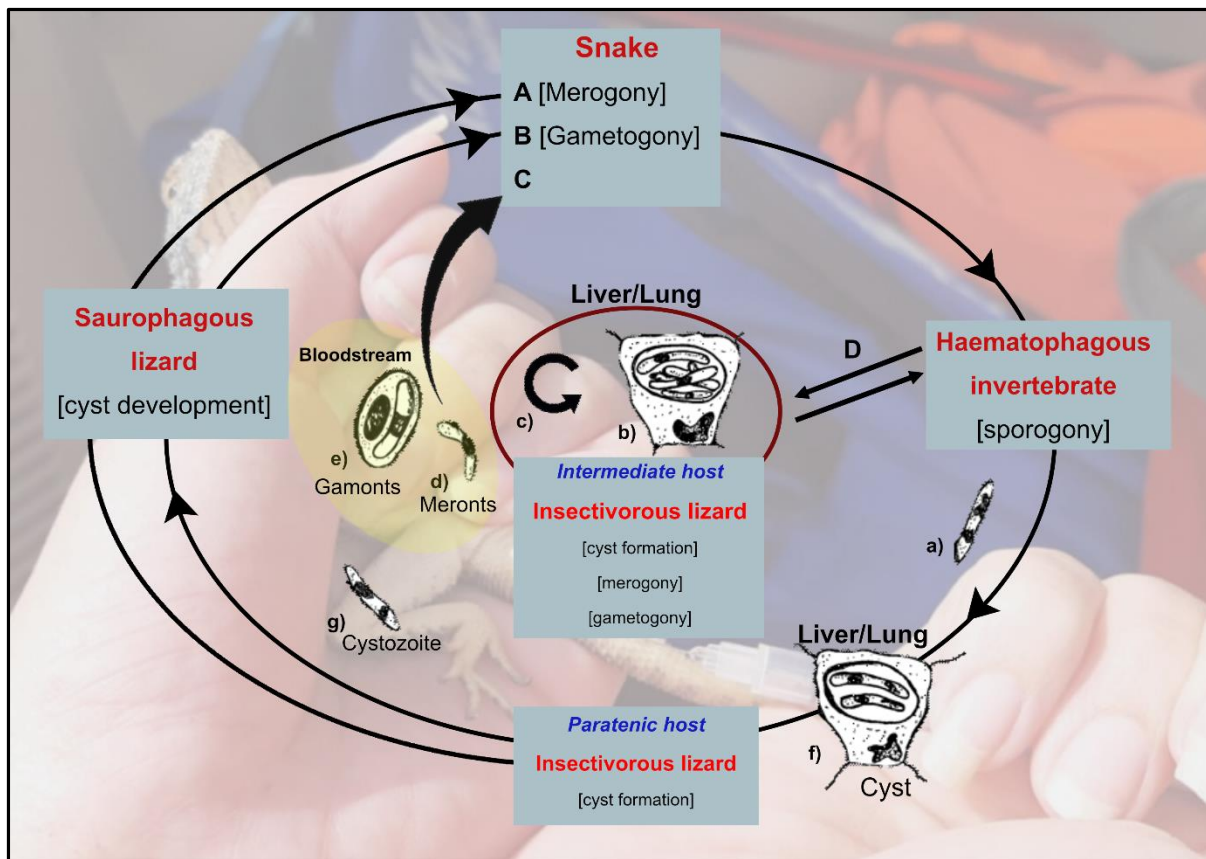 Snake
A [Merogony]
B [Gametogony]
C
Liver/Lung
D
Haematophagous
invertebrate
[sporogony]
Saurophagous
lizard
[cyst development]
Bloodstream
e)
Gamonts
d)
Meronts
c)
b)
Intermediate host
Insectivorous lizard
[cyst formation]
[merogony]
[gametogony]
a)
g)
Cystozoite
Liver/Lung
f)
Cyst
Paratenic host
Insectivorous lizard
[cyst formation]